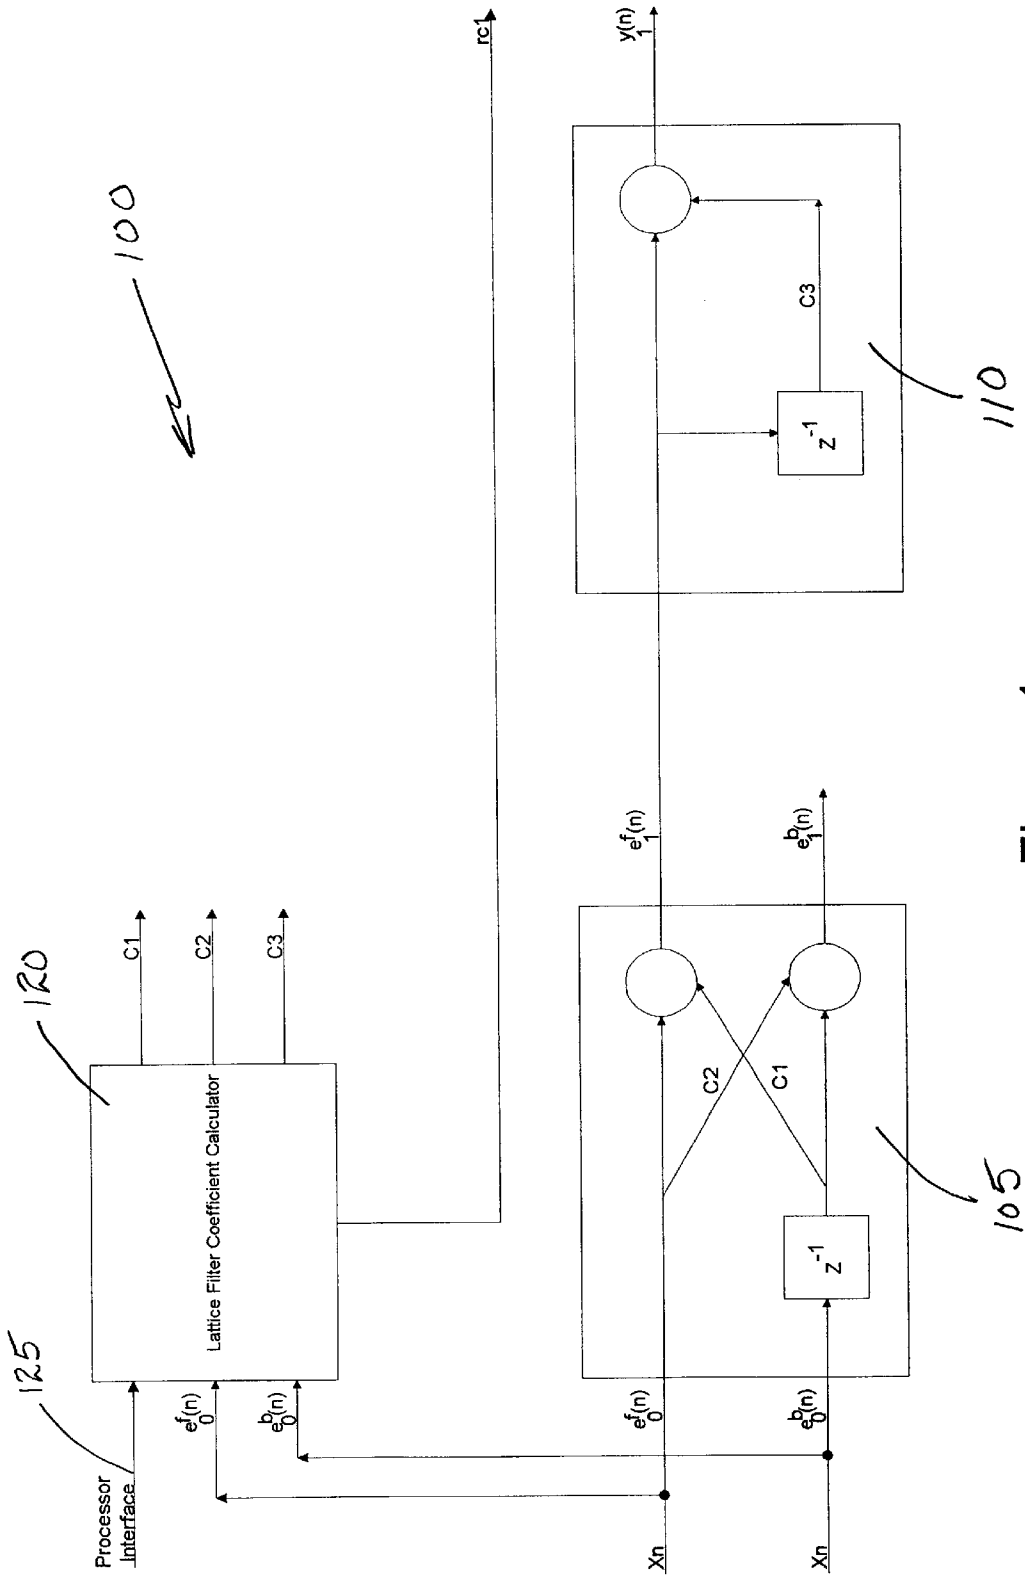 100
120
125
Processor
Interface
e₀ᶠ(n)
e₀ᵇ(n)
Lattice Filter Coefficient Calculator
C1
C2
C3
rc1
Xn
Xn
e₀ᶠ(n)
e₀ᵇ(n)
z⁻¹
C2
C1
105
e₁ᶠ(n)
e₁ᵇ(n)
z⁻¹
C3
110
y₁(n)